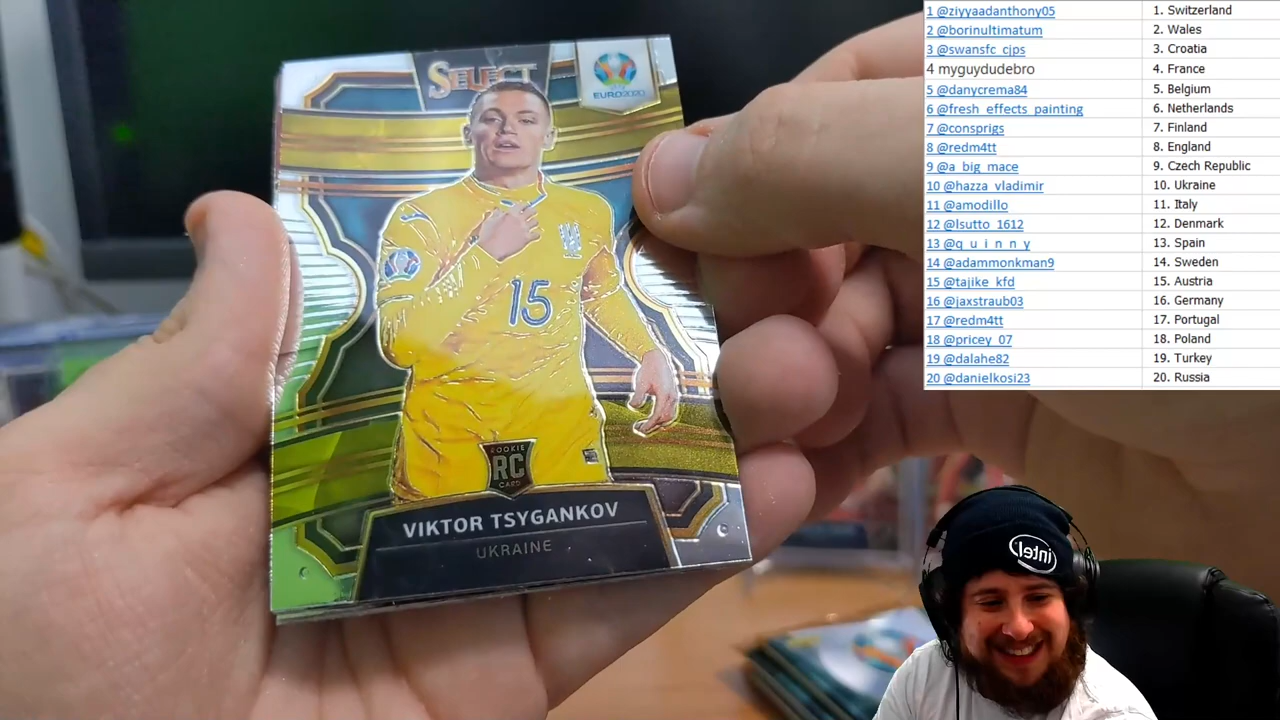 SELECT
EURO2020
15
ROOKIE
RC
CARD
VIKTOR TSYGANKOV
UKRAINE
1 @ziyyaadanthony05 1. Switzerland
2 @borinultimatum 2. Wales
3 @swansfc_cjps 3. Croatia
4 myguydudebro 4. France
5 @danycrema84 5. Belgium
6 @fresh_effects_painting 6. Netherlands
7 @consprigs 7. Finland
8 @redm4tt 8. England
9 @a_big_mace 9. Czech Republic
10 @hazza_vladimir 10. Ukraine
11 @amodillo 11. Italy
12 @lsutto_1612 12. Denmark
13 @q_u_i_n_n_y 13. Spain
14 @adammonkman9 14. Sweden
15 @tajike_kfd 15. Austria
16 @jaxstraub03 16. Germany
17 @redm4tt 17. Portugal
18 @pricey_07 18. Poland
19 @dalahe82 19. Turkey
20 @danielkosi23 20. Russia
intel